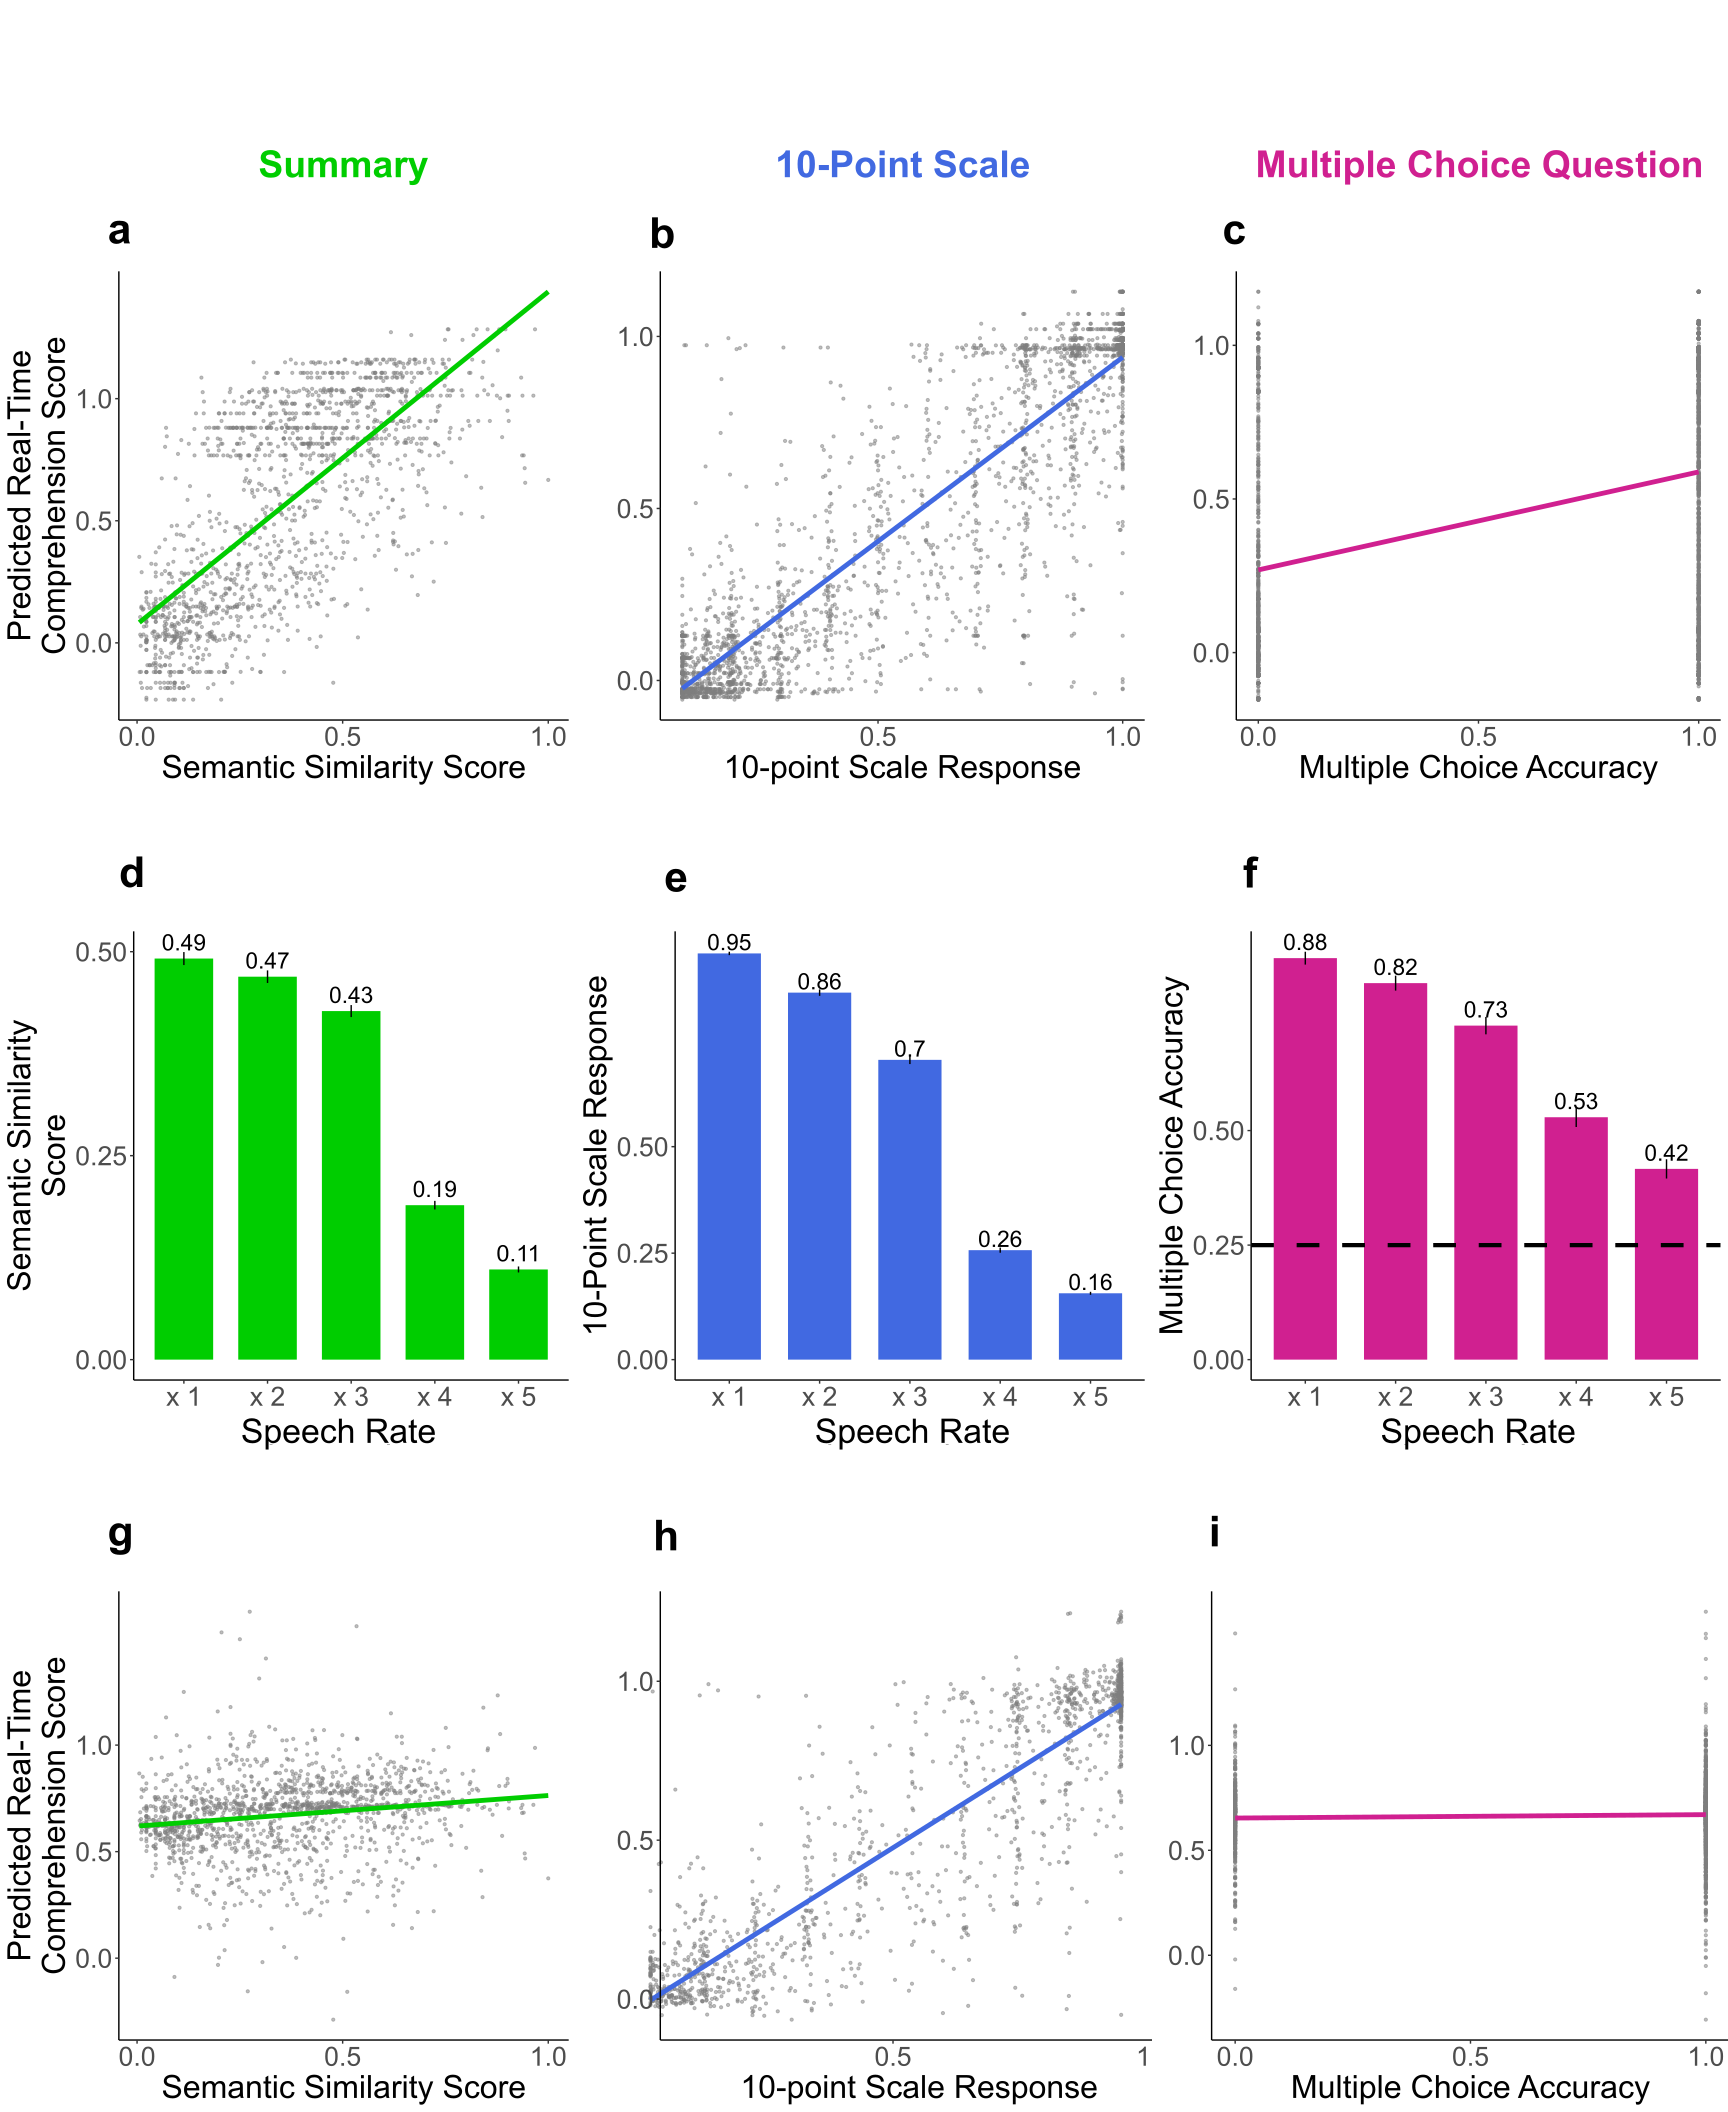 Summary
10-Point Scale
Multiple Choice Question
a
b
c
Predicted Real-Time
Comprehension Score
1.0
0.5
0.0
0.0
0.5
1.0
Semantic Similarity Score
1.0
0.5
0.0
0.5
1.0
10-point Scale Response
1.0
0.5
0.0
0.0
0.5
1.0
Multiple Choice Accuracy
d
e
f
Semantic Similarity
Score
0.50
0.25
0.00
0.49
0.47
0.43
0.19
0.11
x 1
x 2
x 3
x 4
x 5
Speech Rate
10-Point Scale Response
0.50
0.25
0.00
0.95
0.86
0.7
0.26
0.16
x 1
x 2
x 3
x 4
x 5
Speech Rate
Multiple Choice Accuracy
0.50
0.25
0.00
0.88
0.82
0.73
0.53
0.42
x 1
x 2
x 3
x 4
x 5
Speech Rate
g
h
i
Predicted Real-Time
Comprehension Score
1.0
0.5
0.0
0.0
0.5
1.0
Semantic Similarity Score
1.0
0.5
0.0
0.5
1
10-point Scale Response
1.0
0.5
0.0
0.0
0.5
1.0
Multiple Choice Accuracy